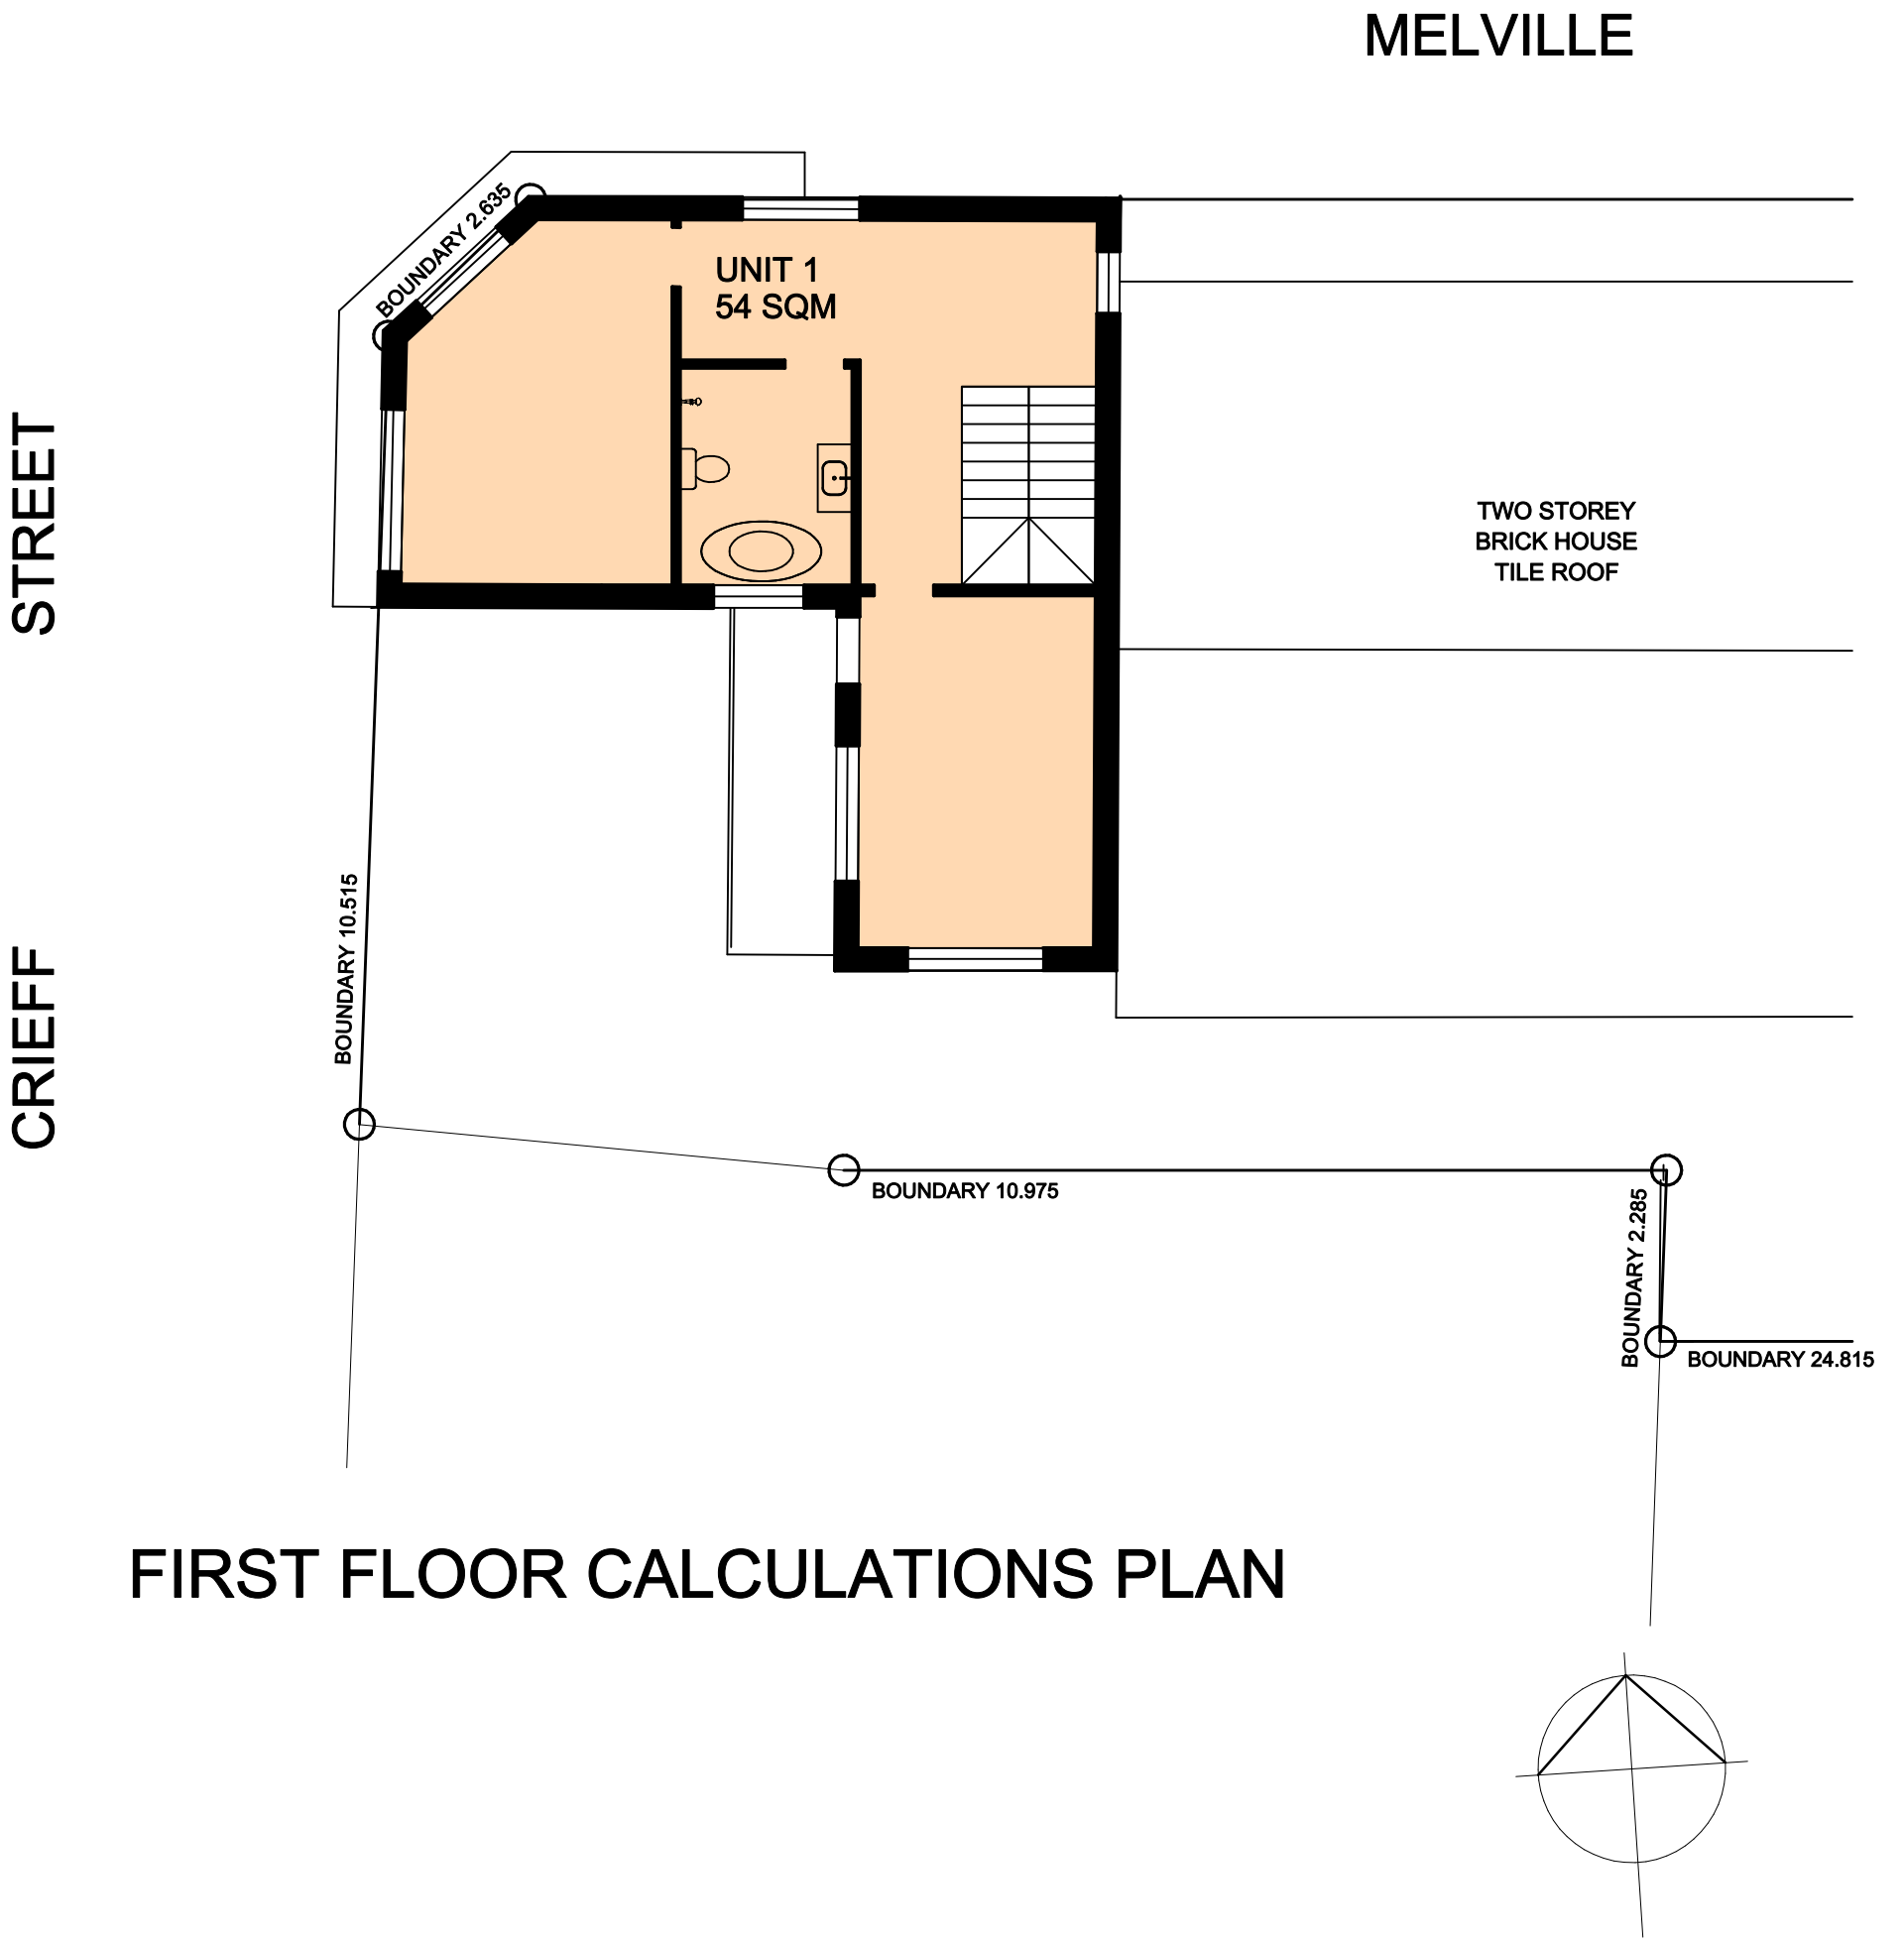 MELVILLE
BOUNDARY 2.635
UNIT 1
54 SQM
CRIEFF STREET
TWO STOREY
BRICK HOUSE
TILE ROOF
BOUNDARY 10.515
BOUNDARY 10.975
BOUNDARY 2.285
BOUNDARY 24.815
FIRST FLOOR CALCULATIONS PLAN